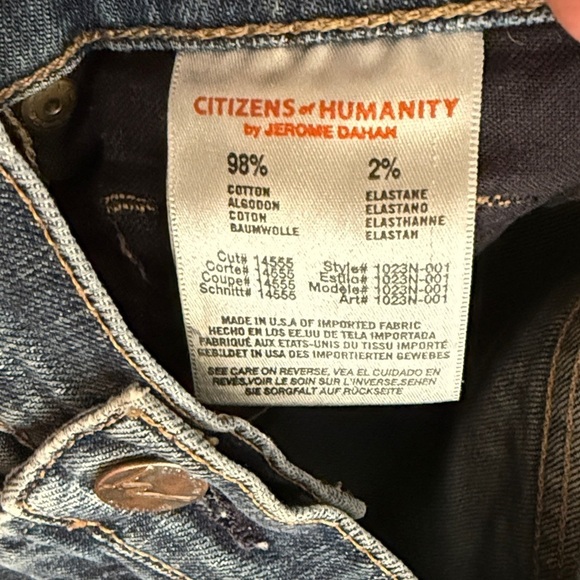 CITIZENS of HUMANITY
by JEROME DAHAN
98% 2%
COTTON ELASTANE
ALGODON ELASTANO
COTON ELASTHANNE
BAUMWOLLE ELASTAN
Cut# 14555 Style# 1023N-001
Corte# 14555 Estilo# 1023N-001
Coupe# 14555 Modele# 1023N-001
Schnitt# 14555 Art# 1023N-001
MADE IN U.S.A OF IMPORTED FABRIC
HECHO EN LOS EE.UU DE TELA IMPORTADA
FABRIQUÉ AUX ETATS-UNIS DU TISSU IMPORTÉ
GEBILDET IN USA DES IMPORTIERTEN GEWEBES
SEE CARE ON REVERSE, VEA EL CUIDADO EN
REVÉS,VOIR LE SOIN SUR L'INVERSE,SEHEN
SIE SORGFALT AUF RÜCKSEITE